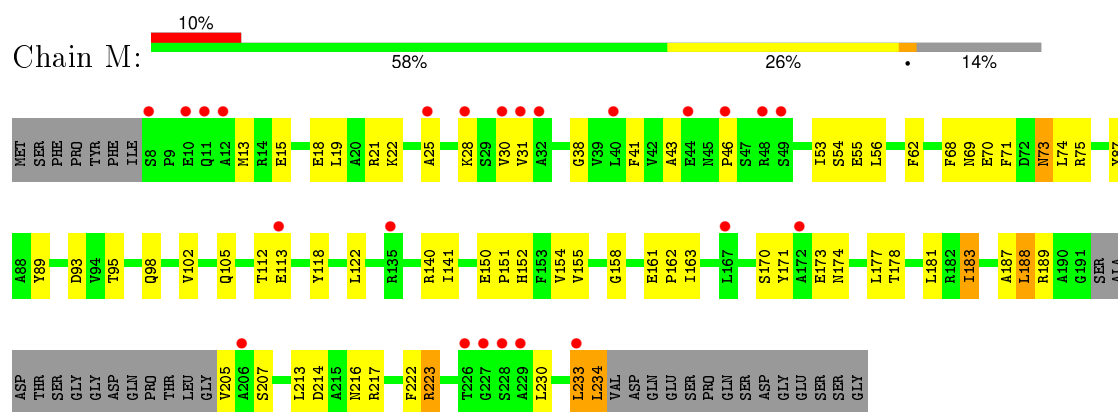 10%
Chain M:
58% 26% • 14%
MET SER PHE PRO TYR PHE ILE S8 P9 E10 Q11 A12 M13 R14 E15 E18 L19 A20 R21 K22 A25 K28 S29 V30 V31 A32 G38 V39 L40 F41 V42 A43 E44 N45 P46 S47 R48 S49 I53 S54 E55 L56 F62 F68 N69 E70 F71 D72 N73 L74 R75 Y87
A88 Y89 D93 V94 T95 Q98 V102 Q105 T112 E113 Y118 L122 R135 R140 I141 E150 P151 H152 F153 V154 V155 G158 E161 P162 I163 L167 S170 Y171 A172 E173 N174 L177 T178 L181 R182 I183 A187 L188 R189 A190 G191 SER ALA
ASP THR SER GLY GLY ASP GLN PRO THR LEU GLY V205 A206 S207 L213 D214 A215 N216 R217 F222 R223 T226 G227 S228 A229 L230 L233 L234 VAL ASP GLN GLU SER PRO GLN SER ASP GLY GLU SER SER GLY